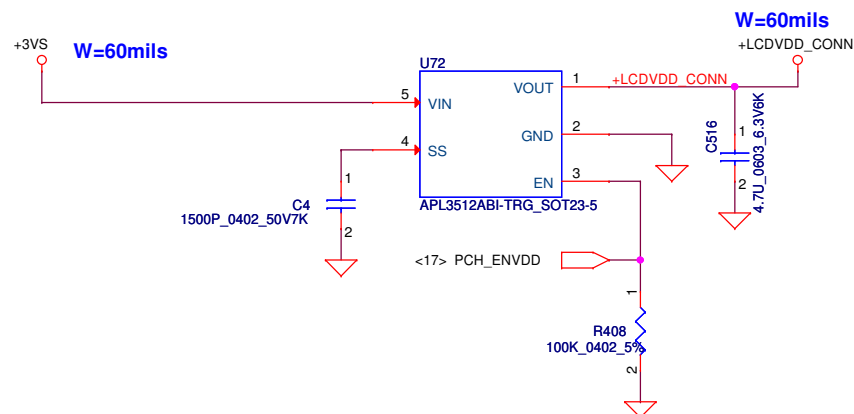 W=60mils
+3VS
W=60mils
+LCDVDD_CONN
U72
5
VIN
VOUT
1
+LCDVDD_CONN
4
SS
GND
2
EN
3
APL3512ABI-TRG_SOT23-5
1
C4
1500P_0402_50V7K
2
1
C516
4.7U_0603_6.3V6K
2
<17> PCH_ENVDD
1
R408
100K_0402_5%
2